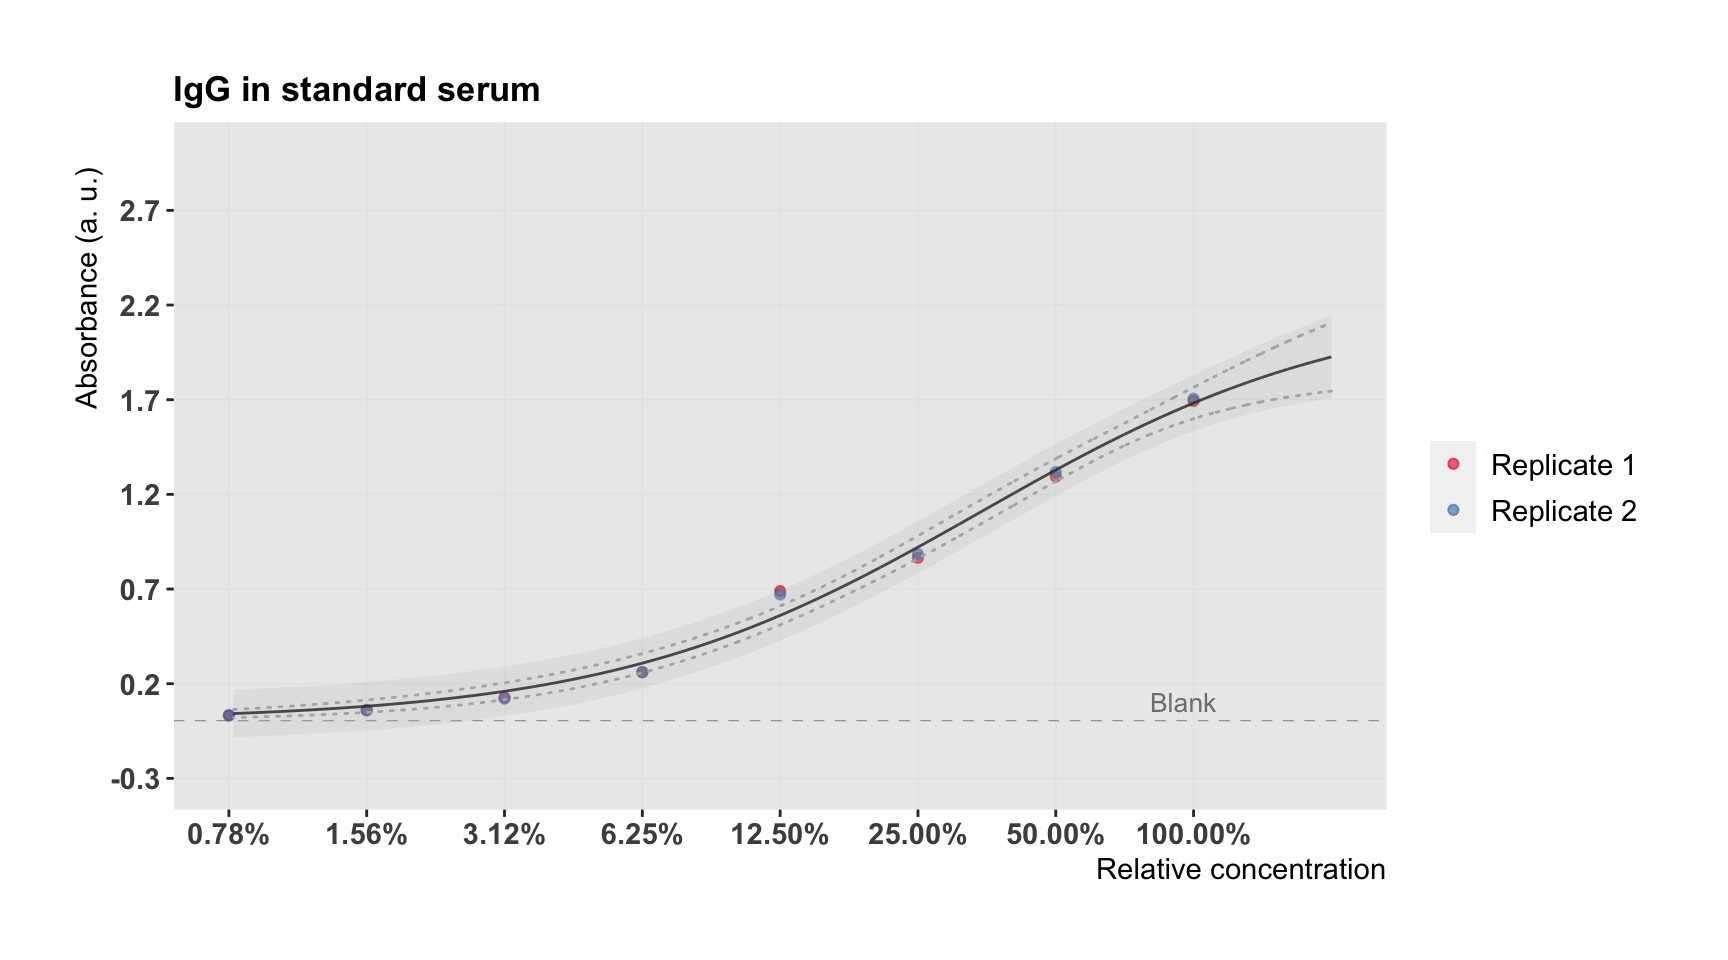 IgG in standard serum
Absorbance (a. u.)
2.7
2.2
1.7
1.2
0.7
0.2
-0.3
Blank
0.78% 1.56% 3.12% 6.25% 12.50% 25.00% 50.00% 100.00%
Relative concentration
Replicate 1
Replicate 2